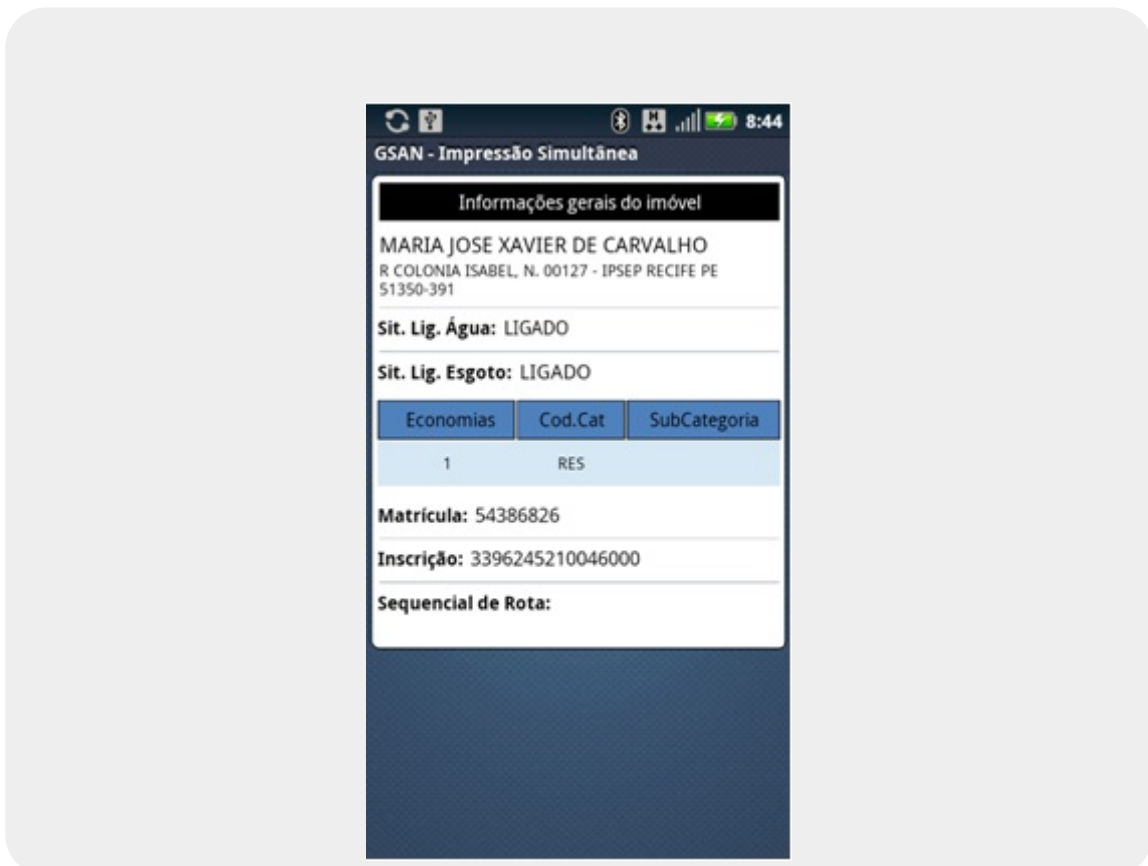 8:44
GSAN - Impressão Simultânea
Informações gerais do imóvel
MARIA JOSE XAVIER DE CARVALHO
R COLONIA ISABEL, N. 00127 - IPSEP RECIFE PE
51350-391
Sit. Lig. Água: LIGADO
Sit. Lig. Esgoto: LIGADO
Economias Cod.Cat SubCategoria
1 RES
Matrícula: 54386826
Inscrição: 3396245210046000
Sequencial de Rota: